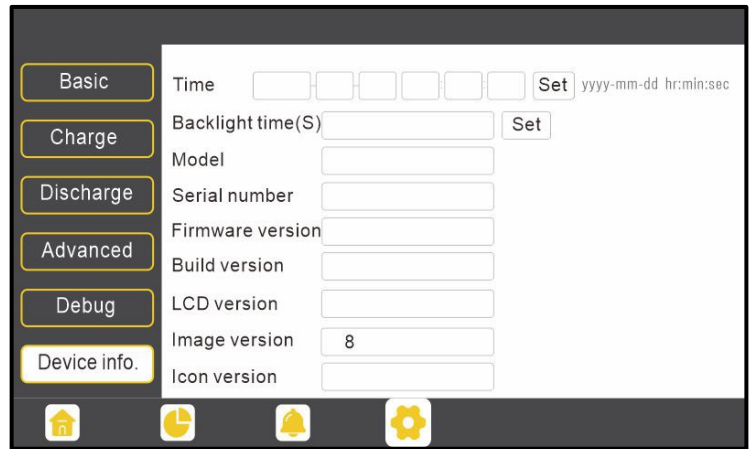 Basic
Charge
Discharge
Advanced
Debug
Device info.
Time - - : : Set yyyy-mm-dd hr:min:sec
Backlight time(S) Set
Model
Serial number
Firmware version
Build version
LCD version
Image version 8
Icon version